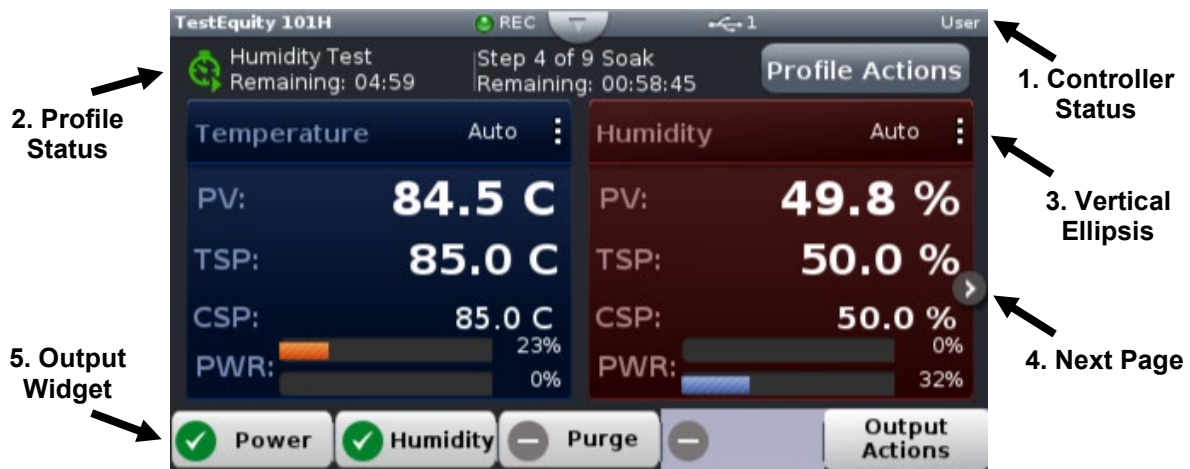 TestEquity 101H
REC
1
User
Humidity Test
Remaining: 04:59
Step 4 of 9 Soak
Remaining: 00:58:45
Profile Actions
1. Controller
Status
2. Profile
Status
Temperature
Auto
Humidity
Auto
PV:
84.5 C
PV:
49.8 %
3. Vertical
Ellipsis
TSP:
85.0 C
TSP:
50.0 %
CSP:
85.0 C
CSP:
50.0 %
PWR:
23%
0%
PWR:
0%
32%
4. Next Page
5. Output
Widget
Power
Humidity
Purge
Output
Actions